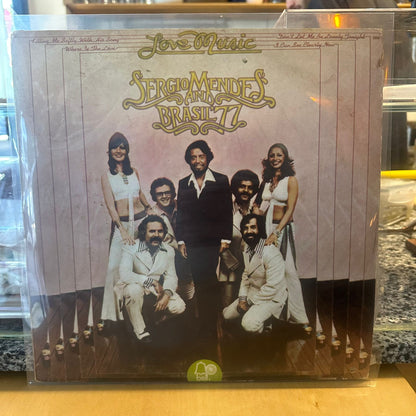 Love Music
Killing Me Softly With His Song
Where Is The Love
Don't Let Me Be Lonely Tonight
I Can See Clearly Now
SERGIO MENDES
AND
BRASIL '77
bell